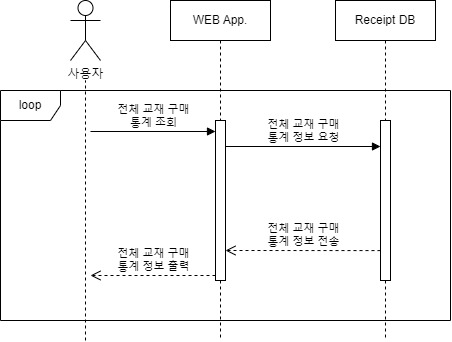 WEB App.
Receipt DB
사용자
loop
전체 교재 구매
통계 조회
전체 교재 구매
통계 정보 요청
전체 교재 구매
통계 정보 전송
전체 교재 구매
통계 정보 출력